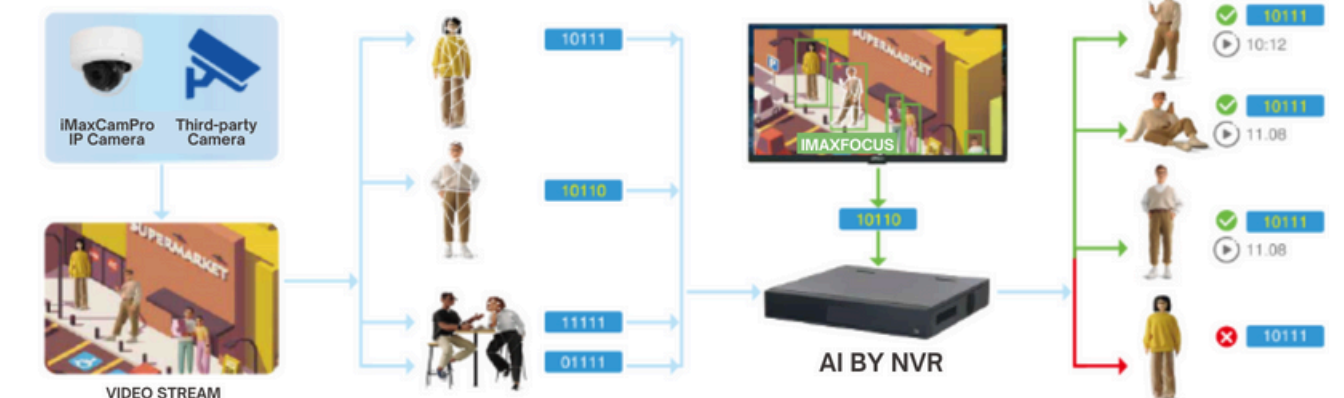 iMaxCamPro
IP Camera
Third-party
Camera
SUPERMARKET
VIDEO STREAM
10111
10110
11111
01111
SUPERMARKET
P
IMAXFOCUS
10110
AI BY NVR
10111
10:12
10111
11.08
10111
11.08
10111